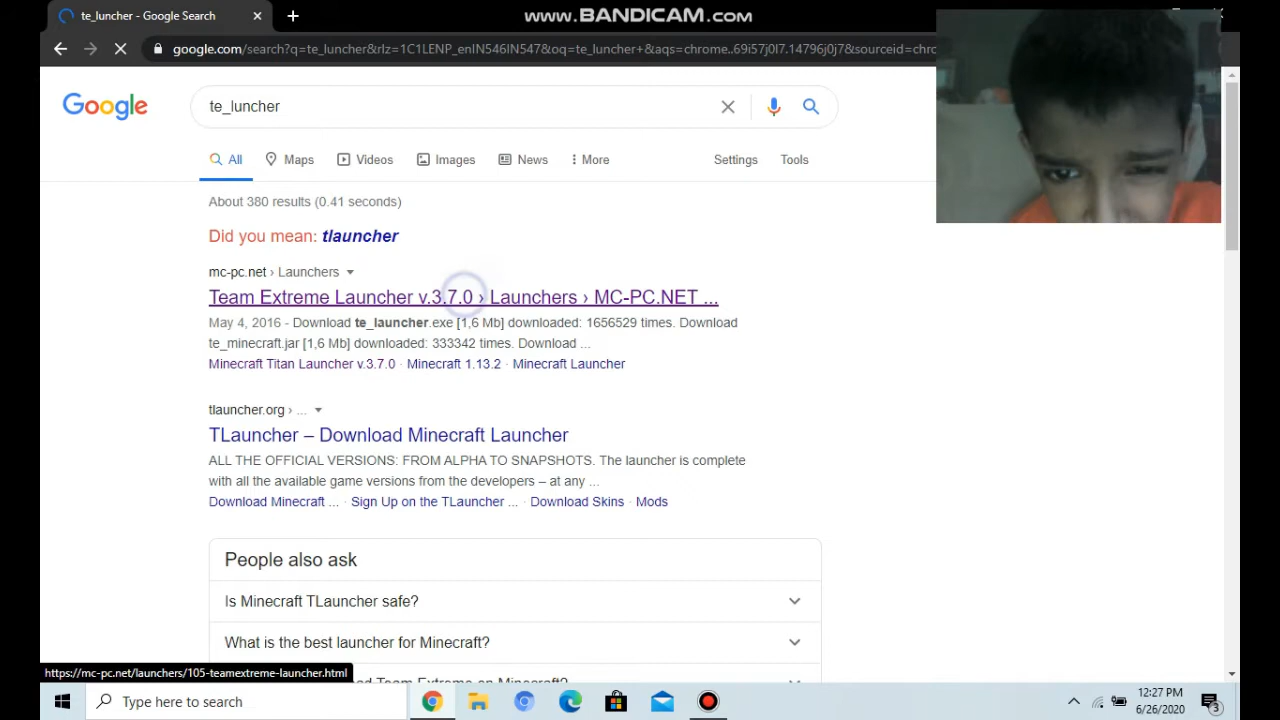 te_luncher - Google Search
www.BANDICAM.com
google.com/search?q=te_luncher&rlz=1C1LENP_enIN546IN547&oq=te_luncher+&aqs=chrome..69i57j0l7.14796j0j7&sourceid=chro
Google
te_luncher
All
Maps
Videos
Images
News
More
Settings
Tools
About 380 results (0.41 seconds)
Did you mean: tlauncher
mc-pc.net › Launchers
Team Extreme Launcher v.3.7.0 › Launchers › MC-PC.NET ...
May 4, 2016 - Download te_launcher.exe [1,6 Mb] downloaded: 1656529 times. Download
te_minecraft.jar [1,6 Mb] downloaded: 333342 times. Download ...
Minecraft Titan Launcher v.3.7.0 · Minecraft 1.13.2 · Minecraft Launcher
tlauncher.org › ...
TLauncher – Download Minecraft Launcher
ALL THE OFFICIAL VERSIONS: FROM ALPHA TO SNAPSHOTS. The launcher is complete
with all the available game versions from the developers – at any ...
Download Minecraft ... · Sign Up on the TLauncher ... · Download Skins · Mods
People also ask
Is Minecraft TLauncher safe?
What is the best launcher for Minecraft?
https://mc-pc.net/launchers/105-teamextreme-launcher.html
Type here to search
12:27 PM
6/26/2020
3